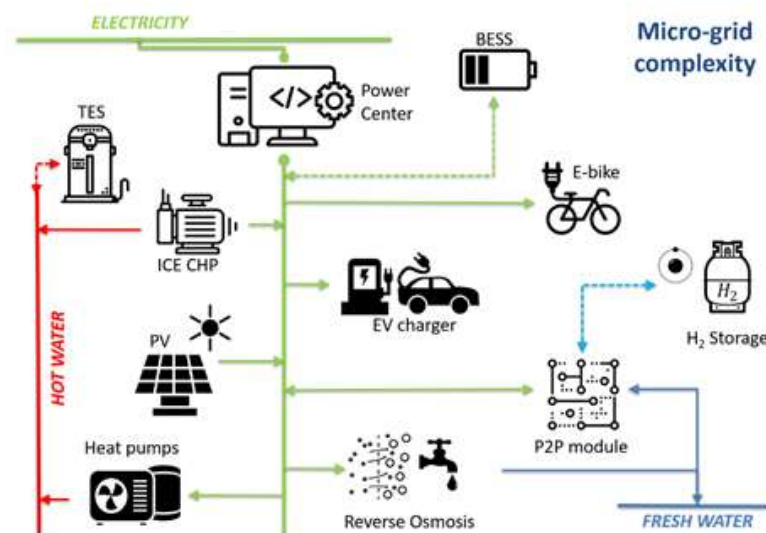 ELECTRICITY
BESS
Micro-grid
complexity
</>
Power
Center
TES
E-bike
ICE CHP
H₂
EV charger
H₂ Storage
PV
HOT WATER
P2P module
Heat pumps
Reverse Osmosis
FRESH WATER